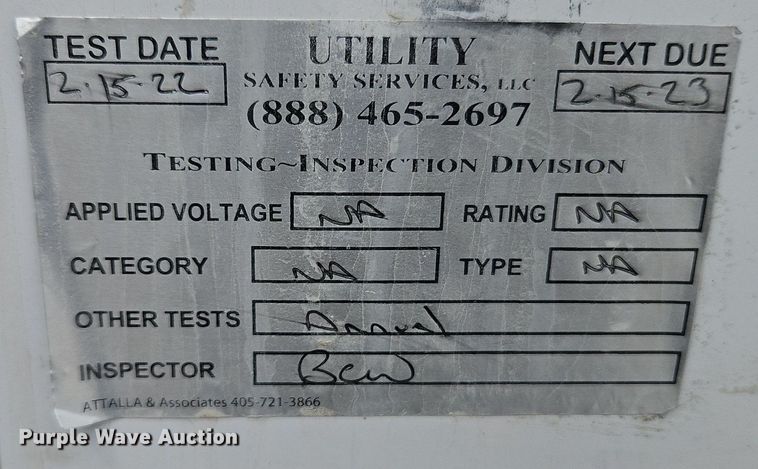 TEST DATE UTILITY NEXT DUE
2-15-22 SAFETY SERVICES, LLC 2-15-23
(888) 465-2697
TESTING~INSPECTION DIVISION
APPLIED VOLTAGE NA RATING NA
CATEGORY NA TYPE NA
OTHER TESTS Annual
INSPECTOR BCW
ATTALLA & Associates 405-721-3866
Purple Wave Auction